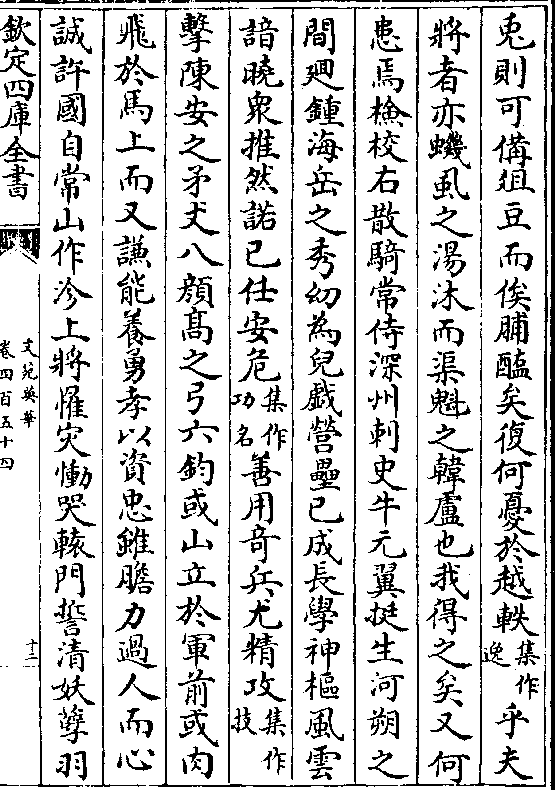 兎則可備俎豆而俟脯醢矣復何憂於越軼集作逸乎夫
將者亦蟣虱之湯沐而渠魁之韓盧也我得之矣又何
患焉檢校右散騎常侍深州刺史牛元翼挺生河朔之
間迴鍾海岳之秀幼為兒戲營壘已成長學神樞風雲
諳曉衆推然諾已仕安危集作功名善用竒兵尤精攻集作技
擊陳安之矛丈八顔髙之弓六鈞或山立於軍前或肉
飛於馬上而又謙能養勇孝以資忠雖膽力過人而心
誠許國自常山作沴上將罹灾慟哭轅門誓清妖孽羽
欽定四庫全書
文苑英華
卷四百五十四
十二